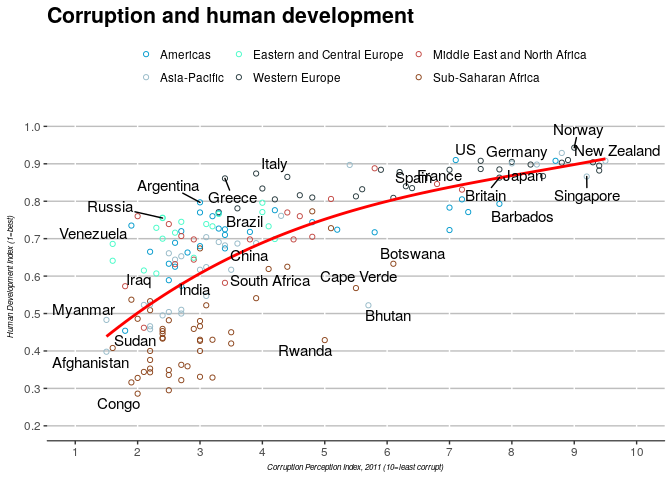 Corruption and human development
Americas
Eastern and Central Europe
Middle East and North Africa
Asia-Pacific
Western Europe
Sub-Saharan Africa
Human Development Index (1=best)
1.0
0.9
0.8
0.7
0.6
0.5
0.4
0.3
0.2
Norway
US
Germany
New Zealand
Italy
Spain
France
Japan
Argentina
Greece
Britain
Singapore
Russia
Brazil
Barbados
Venezuela
China
Botswana
Iraq
India
South Africa
Cape Verde
Myanmar
Bhutan
Sudan
Rwanda
Afghanistan
Congo
1 2 3 4 5 6 7 8 9 10
Corruption Perception Index, 2011 (10=least corrupt)